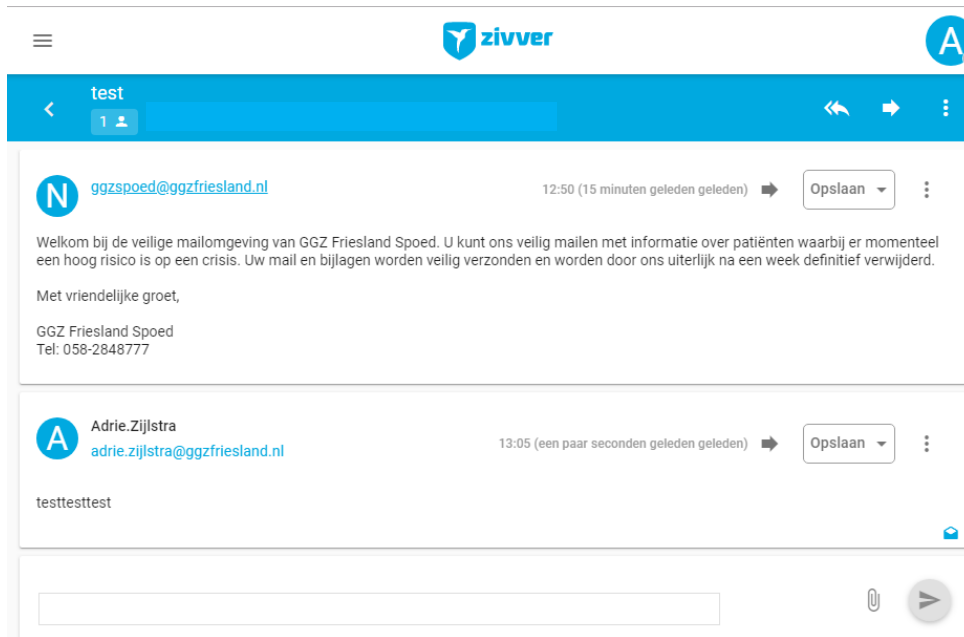 zivver
A
test
1
N
ggzspoed@ggzfriesland.nl
12:50 (15 minuten geleden geleden)
Opslaan
Welkom bij de veilige mailomgeving van GGZ Friesland Spoed. U kunt ons veilig mailen met informatie over patiënten waarbij er momenteel
een hoog risico is op een crisis. Uw mail en bijlagen worden veilig verzonden en worden door ons uiterlijk na een week definitief verwijderd.
Met vriendelijke groet,
GGZ Friesland Spoed
Tel: 058-2848777
A
Adrie.Zijlstra
adrie.zijlstra@ggzfriesland.nl
13:05 (een paar seconden geleden geleden)
Opslaan
testtesttest